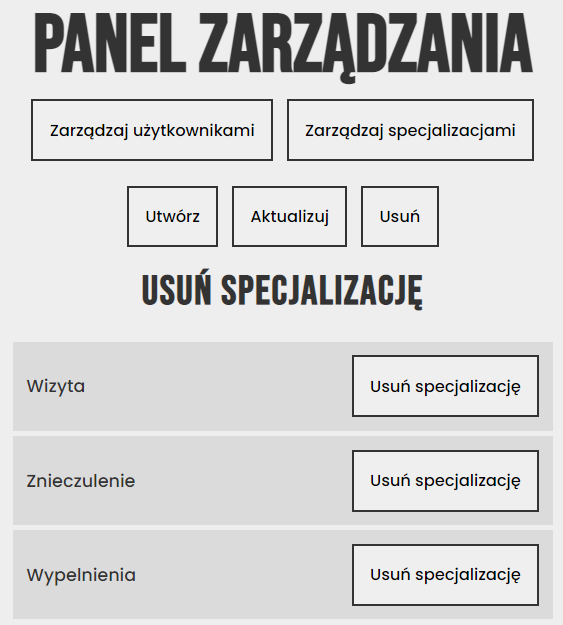 PANEL ZARZĄDZANIA
Zarządzaj użytkownikami Zarządzaj specjalizacjami
Utwórz Aktualizuj Usuń
USUŃ SPECJALIZACJĘ
Wizyta Usuń specjalizację
Znieczulenie Usuń specjalizację
Wypelnienia Usuń specjalizację